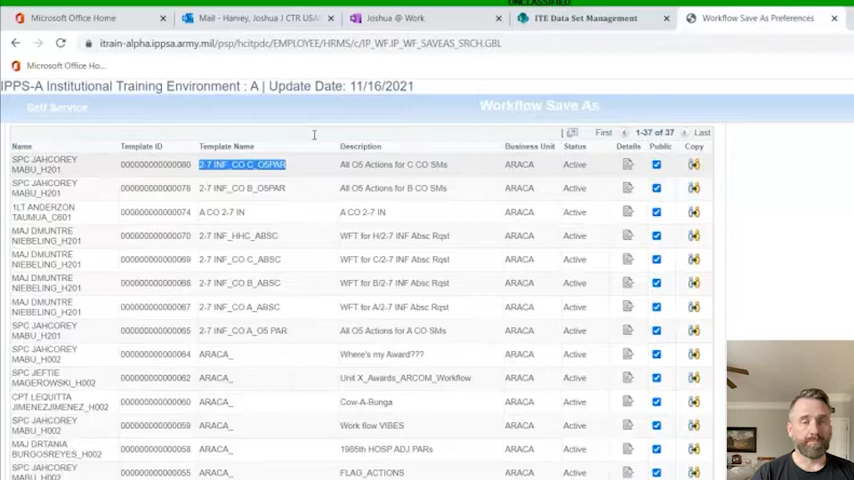 UNCLASSIFIED
Microsoft Office Home
Mail - Harvey, Joshua J CTR USA
Joshua @ Work
ITE Data Set Management
Workflow Save As Preferences
itrain-alpha.ippsa.army.mil/psp/hcitpdc/EMPLOYEE/HRMS/c/IP_WF.IP_WF_SAVEAS_SRCH.GBL
Microsoft Office Ho...
IPPS-A Institutional Training Environment : A | Update Date: 11/16/2021
Self Service
Workflow Save As
First 1-37 of 37 Last
Name Template ID Template Name Description Business Unit Status Details Public Copy
SPC JAHCOREY MABU_H201 000000000000080 2-7 INF_CO C_O5PAR All O5 Actions for C CO SMs ARACA Active
SPC JAHCOREY MABU_H201 000000000000076 2-7 INF_CO B_O5PAR All O5 Actions for B CO SMs ARACA Active
1LT ANDERZON TAUMUA_C601 000000000000074 A CO 2-7 IN A CO 2-7 IN ARACA Active
MAJ DMUNTRE NIEBELING_H201 000000000000070 2-7 INF_HHC_ABSC WFT for H/2-7 INF Absc Rqst ARACA Active
MAJ DMUNTRE NIEBELING_H201 000000000000069 2-7 INF_CO C_ABSC WFT for C/2-7 INF Absc Rqst ARACA Active
MAJ DMUNTRE NIEBELING_H201 000000000000068 2-7 INF_CO B_ABSC WFT for B/2-7 INF Absc Rqst ARACA Active
MAJ DMUNTRE NIEBELING_H201 000000000000067 2-7 INF_CO A_ABSC WFT for A/2-7 INF Absc Rqst ARACA Active
SPC JAHCOREY MABU_H201 000000000000065 2-7 INF_CO A_O5 PAR All O5 Actions for A CO SMs ARACA Active
SPC JAHCOREY MABU_H002 000000000000064 ARACA_ Where's my Award??? ARACA Active
SPC JEFTIE MAGEROWSKI_H002 000000000000062 ARACA_ Unit X_Awards_ARCOM_Workflow ARACA Active
CPT LEQUITTA JIMENEZJIMENEZ_H002 000000000000060 ARACA_ Cow-A-Bunga ARACA Active
SPC JAHCOREY MABU_H002 000000000000059 ARACA_ Work flow VIBES ARACA Active
MAJ DRTANIA BURGOSREYES_H002 000000000000058 ARACA_ 1985th HOSP ADJ PARs ARACA Active
SPC JAHCOREY MABU_H002 000000000000055 ARACA_ FLAG_ACTIONS ARACA Active